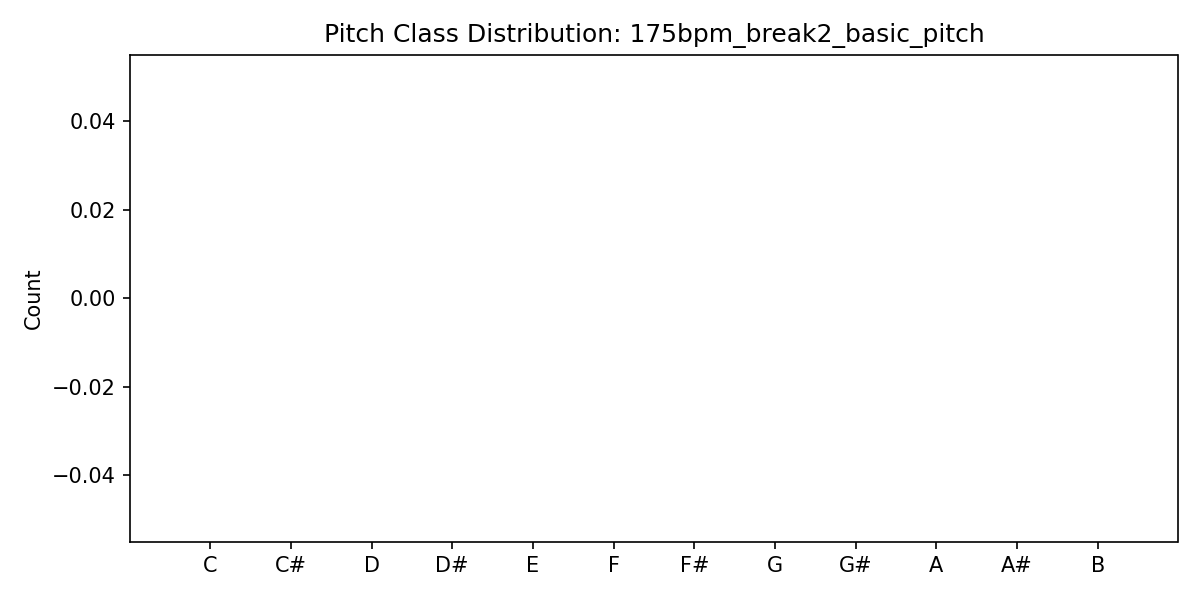 Pitch Class Distribution: 175bpm_break2_basic_pitch
0.04
0.02
0.00
−0.02
−0.04
Count
C C# D D# E F F# G G# A A# B